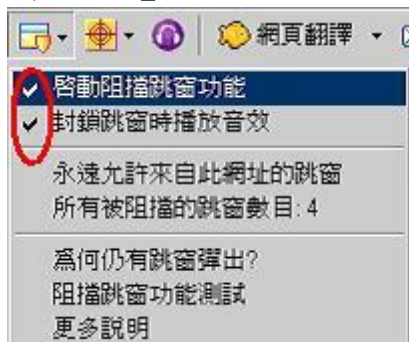 網頁翻譯
啓動阻擋跳窗功能
封鎖跳窗時播放音效
永遠允許來自此網址的跳窗
所有被阻擋的跳窗數目: 4
爲何仍有跳窗彈出?
阻擋跳窗功能測試
更多說明